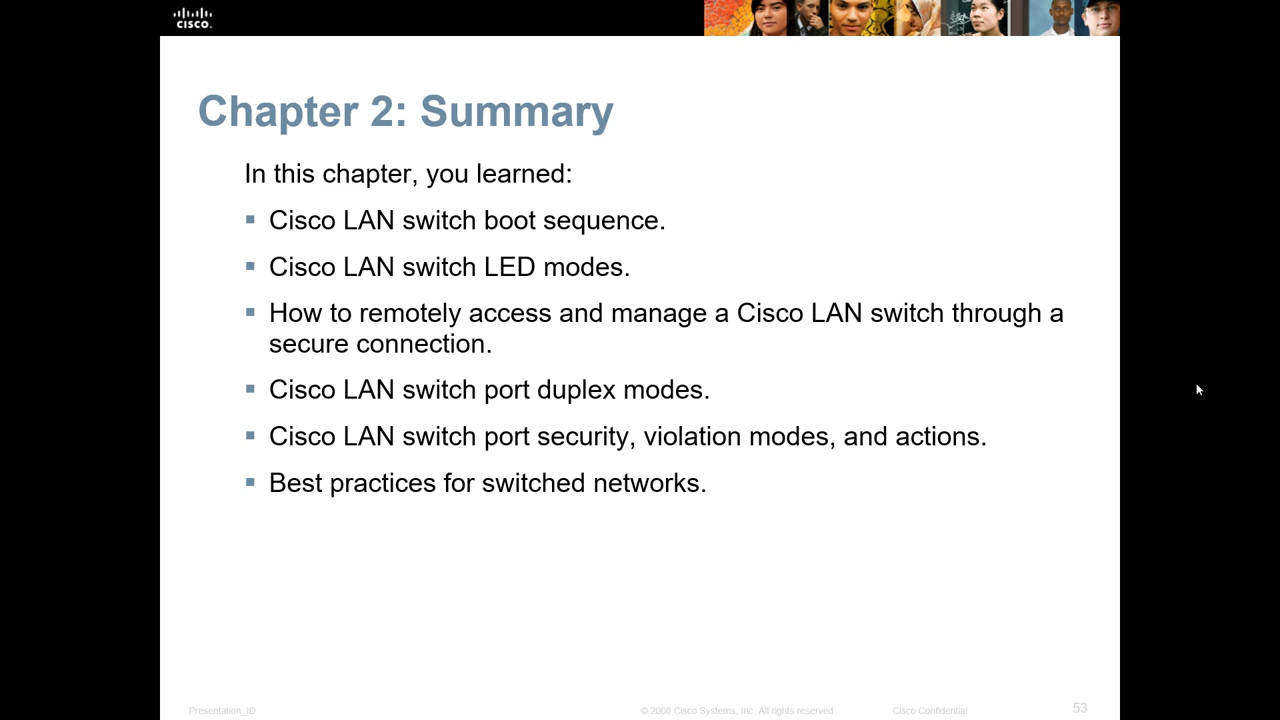 CISCO.
Chapter 2: Summary
In this chapter, you learned:
▪ Cisco LAN switch boot sequence.
▪ Cisco LAN switch LED modes.
▪ How to remotely access and manage a Cisco LAN switch through a
secure connection.
▪ Cisco LAN switch port duplex modes.
▪ Cisco LAN switch port security, violation modes, and actions.
▪ Best practices for switched networks.
Presentation_ID © 2008 Cisco Systems, Inc. All rights reserved Cisco Confidential 53